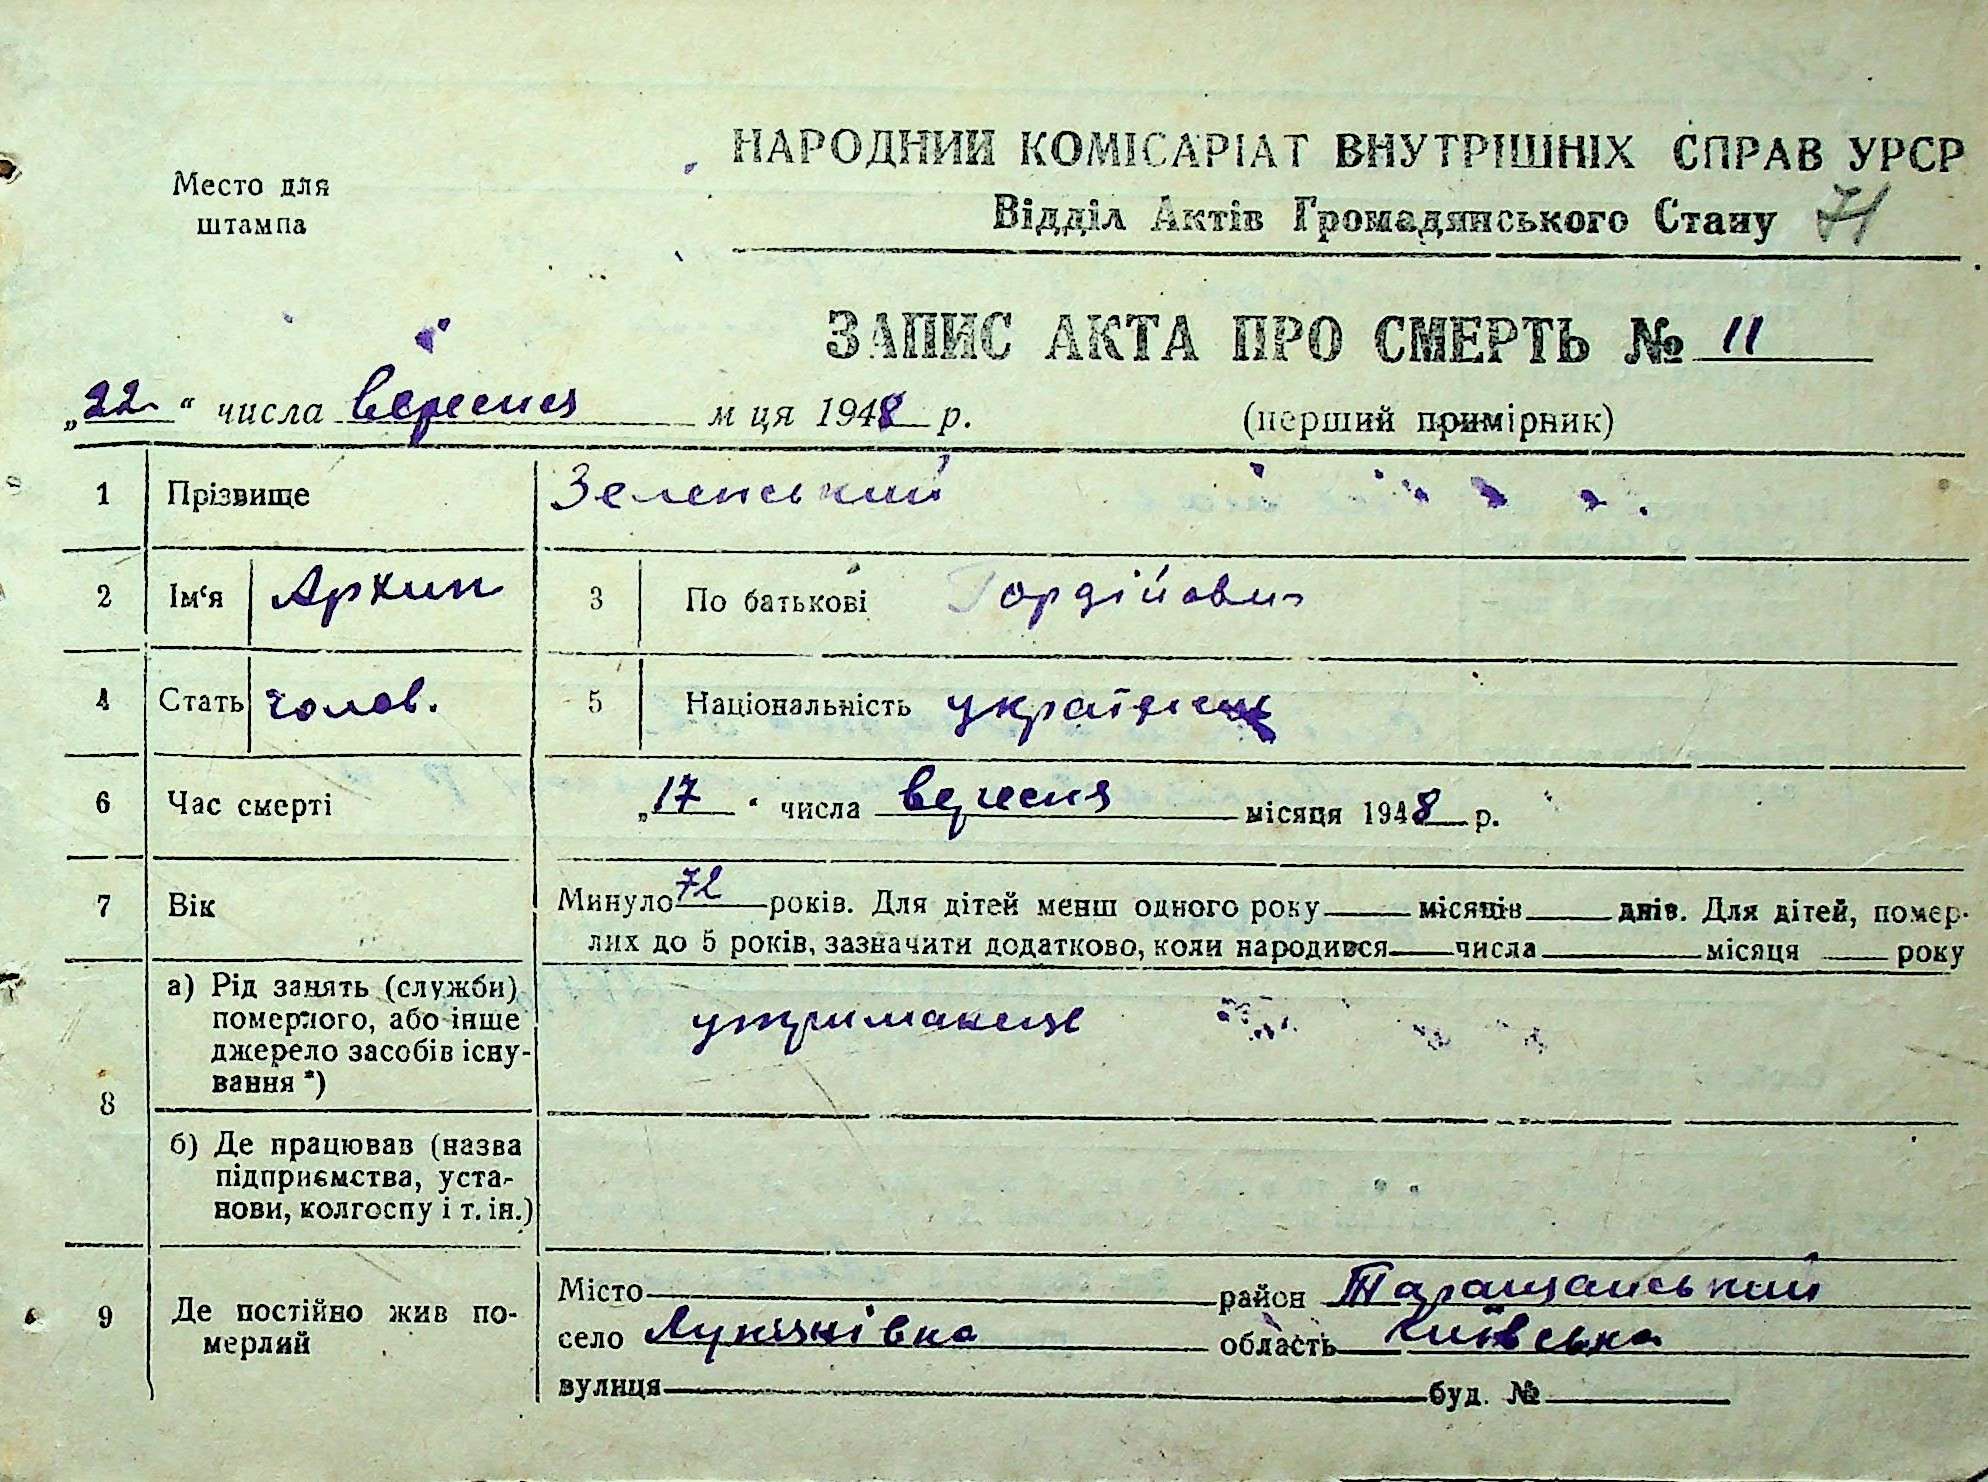 НАРОДНИЙ КОМІСАРІАТ ВНУТРІШНІХ СПРАВ УРСР
Место для штампа
Відділ Актів Громадянського Стану 71
ЗАПИС АКТА ПРО СМЕРТЬ № 11
„22“ числа вересня м ця 1948 р.
(перший примірник)
1 Прізвище Зеленський
2 Ім‘я Архип 3 По батькові Гордійович
4 Стать чолов. 5 Національність українець
6 Час смерті „17“ числа вересня місяця 1948 р.
7 Вік Минуло 72 років. Для дітей менш одного року місяців днів. Для дітей, помер-
лих до 5 років, зазначити додатково, коли народився числа місяця року
8 а) Рід занять (служби)
померлого, або інше
джерело засобів існу-
вання *)
утриманець
б) Де працював (назва
підприємства, уста-
нови, колгоспу і т. ін.)
9 Де постійно жив по-
мерлий
Місто район Таращанський
село Лук'янівка область Київська
вулиця буд. №